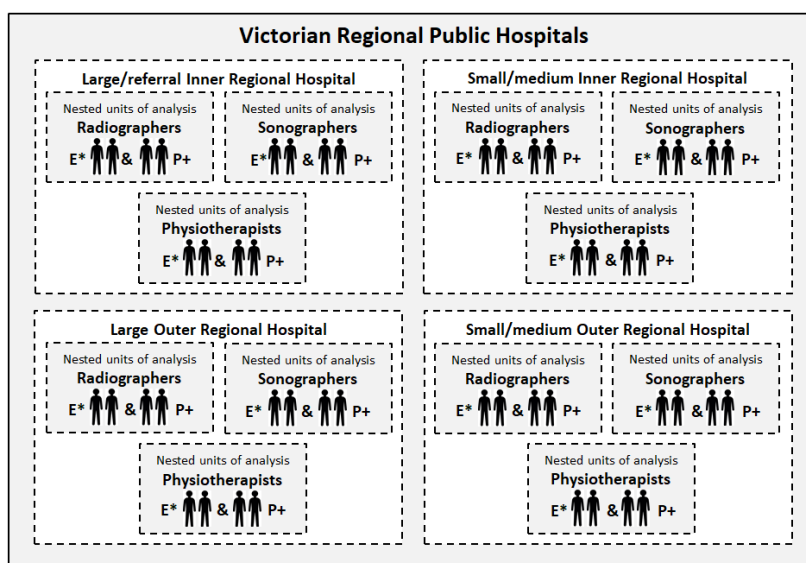 Victorian Regional Public Hospitals
Large/referral Inner Regional Hospital
Nested units of analysis
Radiographers
E* & P+
Nested units of analysis
Sonographers
E* & P+
Nested units of analysis
Physiotherapists
E* & P+
Small/medium Inner Regional Hospital
Nested units of analysis
Radiographers
E* & P+
Nested units of analysis
Sonographers
E* & P+
Nested units of analysis
Physiotherapists
E* & P+
Large Outer Regional Hospital
Nested units of analysis
Radiographers
E* & P+
Nested units of analysis
Sonographers
E* & P+
Nested units of analysis
Physiotherapists
E* & P+
Small/medium Outer Regional Hospital
Nested units of analysis
Radiographers
E* & P+
Nested units of analysis
Sonographers
E* & P+
Nested units of analysis
Physiotherapists
E* & P+